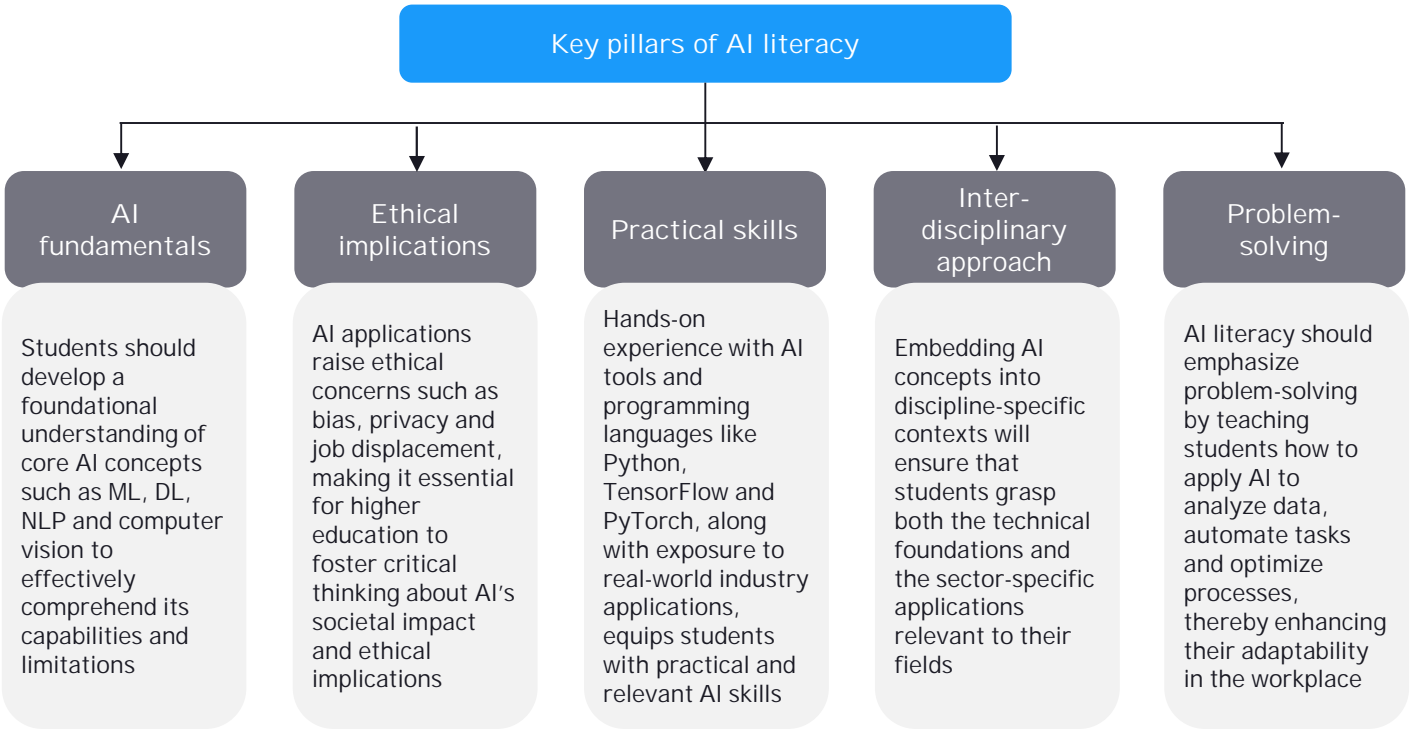 Key pillars of AI literacy
AI
fundamentals
Students should
develop a
foundational
understanding of
core AI concepts
such as ML, DL,
NLP and computer
vision to
effectively
comprehend its
capabilities and
limitations
Ethical
implications
AI applications
raise ethical
concerns such as
bias, privacy and
job displacement,
making it essential
for higher
education to
foster critical
thinking about AI’s
societal impact
and ethical
implications
Practical skills
Hands-on
experience with AI
tools and
programming
languages like
Python,
TensorFlow and
PyTorch, along
with exposure to
real-world industry
applications,
equips students
with practical and
relevant AI skills
Inter-
disciplinary
approach
Embedding AI
concepts into
discipline-specific
contexts will
ensure that
students grasp
both the technical
foundations and
the sector-specific
applications
relevant to their
fields
Problem-
solving
AI literacy should
emphasize
problem-solving
by teaching
students how to
apply AI to
analyze data,
automate tasks
and optimize
processes,
thereby enhancing
their adaptability
in the workplace